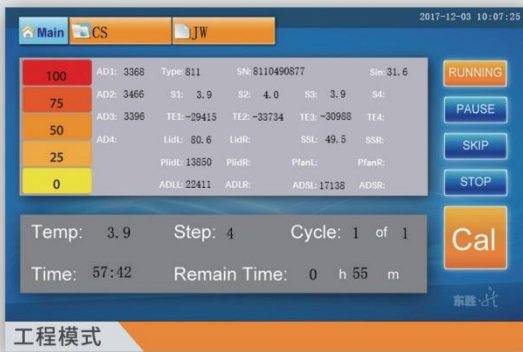 2017-12-03 10:07:25
Main CS JW
100 AD1: 3368 Type: 811 SN: 8110490877 Sin: 31.6 RUNNING
75 AD2: 3466 S1: 3.9 S2: 4.0 S3: 3.9 S4: PAUSE
50 AD3: 3396 TE1: -29415 TE2: -33734 TE3: -30988 TE4:
AD4: LidL: 80.6 LidR: SSL: 49.5 SSR: SKIP
25 PlidL: 13850 PlidR: PfanL: PfanR:
0 ADLL: 22411 ADLR: ADSL: 17138 ADSR: STOP
Temp: 3.9 Step: 4 Cycle: 1 of 1 Cal
Time: 57:42 Remain Time: 0 h 55 m
东胜·龙
工程模式